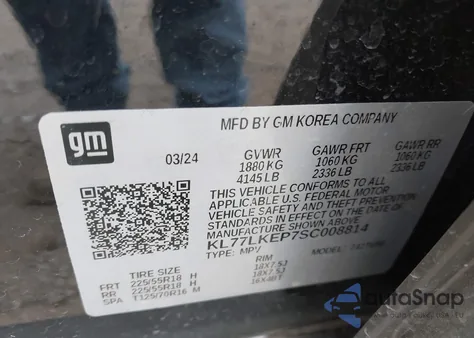 gm
MFD BY GM KOREA COMPANY
03/24
GVWR GAWR FRT GAWR RR
1880 KG 1060 KG 1060 KG
4145 LB 2336 LB 2336 LB
THIS VEHICLE CONFORMS TO ALL
APPLICABLE U.S. FEDERAL MOTOR
VEHICLE SAFETY, BUMPER, AND THEFT PREVENTION
STANDARDS IN EFFECT ON THE DATE OF
MANUFACTURE SHOWN ABOVE.
KL77LKEP7SC008814
TYPE: MPV MODEL:
TIRE SIZE RIM
FRT 225/55R18 H 18X7.5J
RR 225/55R18 H 18X7.5J
SPA T125/70R16 M 16X4BT
AutoSnap